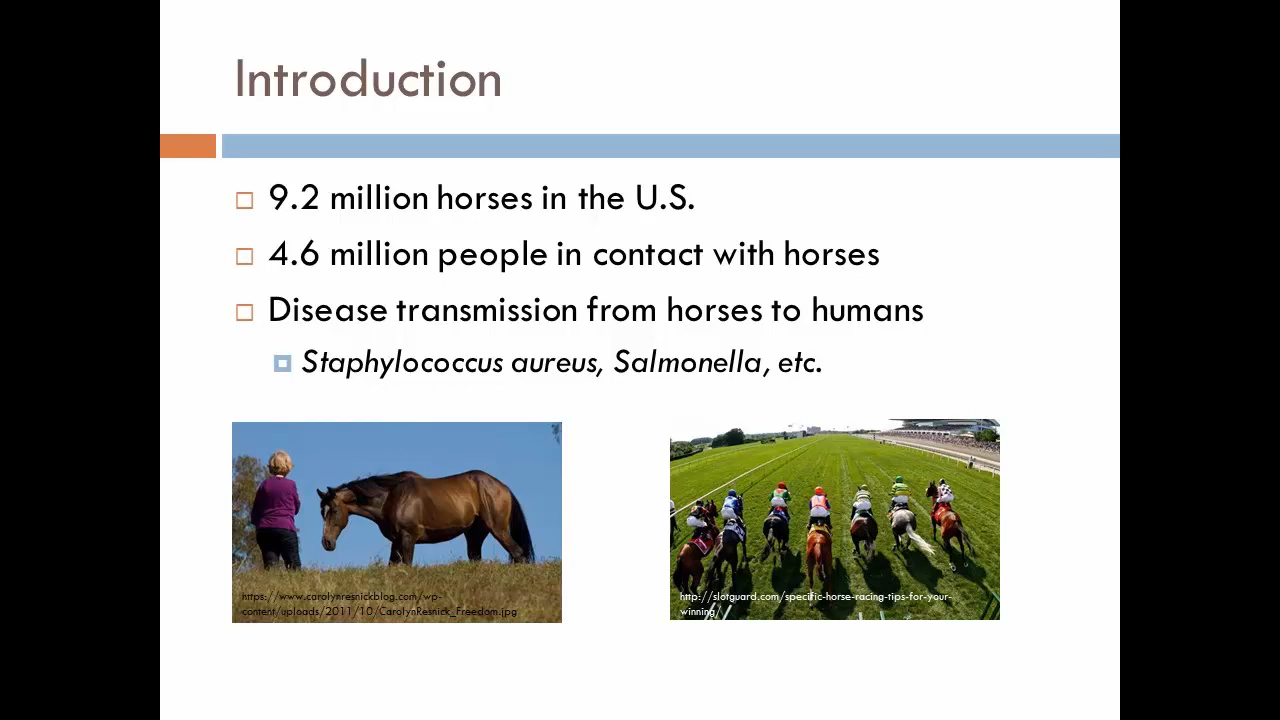 Introduction
9.2 million horses in the U.S.
4.6 million people in contact with horses
Disease transmission from horses to humans
Staphylococcus aureus, Salmonella, etc.
https://www.carolynresnickblog.com/wp-
content/uploads/2011/10/CarolynResnick_Freedom.jpg
http://slotguard.com/specific-horse-racing-tips-for-your-
winning/